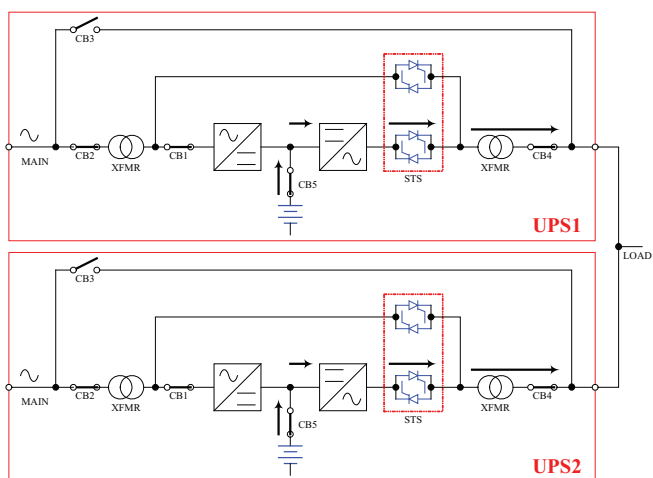 CB3
MAIN
CB2
XFMR
CB1
CB5
STS
XFMR
CB4
UPS1
LOAD
CB3
MAIN
CB2
XFMR
CB1
CB5
STS
XFMR
CB4
UPS2